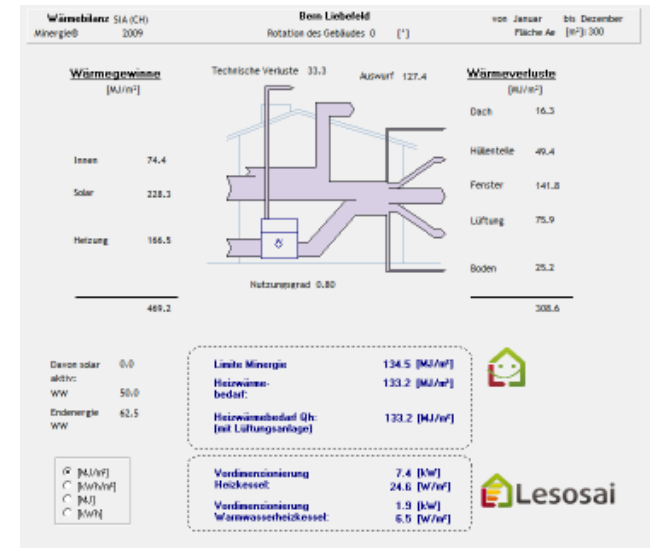 Wärmebilanz SIA (CH)
Minergie® 2009
Bern Liebefeld
Rotation des Gebäudes 0 [°]
von Januar bis Dezember
Fläche Ae [m²]: 300
Wärmegewinne
[MJ/m²]
Technische Verluste 33.3
Auswurf 127.4
Wärmeverluste
[MJ/m²]
Dach 16.3
Innen 74.4
Hüllenteile 49.4
Solar 228.3
Fenster 141.8
Lüftung 75.9
Heizung 166.5
Boden 25.2
Nutzungsgrad 0.80
469.2
308.6
Davon solar 0.0
aktiv:
WW 50.0
Endenergie 62.5
WW
Limite Minergie 134.5 [MJ/m²]
Heizwärme- 133.2 [MJ/m²]
bedarf:
Heizwärmebedarf Qh: 133.2 [MJ/m²]
(mit Lüftungsanlage)
[MJ/m²]
[kWh/m²]
[MJ]
[kWh]
Vordimensionierung 7.4 [kW]
Heizkessel: 24.6 [W/m²]
Vordimensionierung 1.9 [kW]
Warmwasserheizkessel: 6.5 [W/m²]
Lesosai